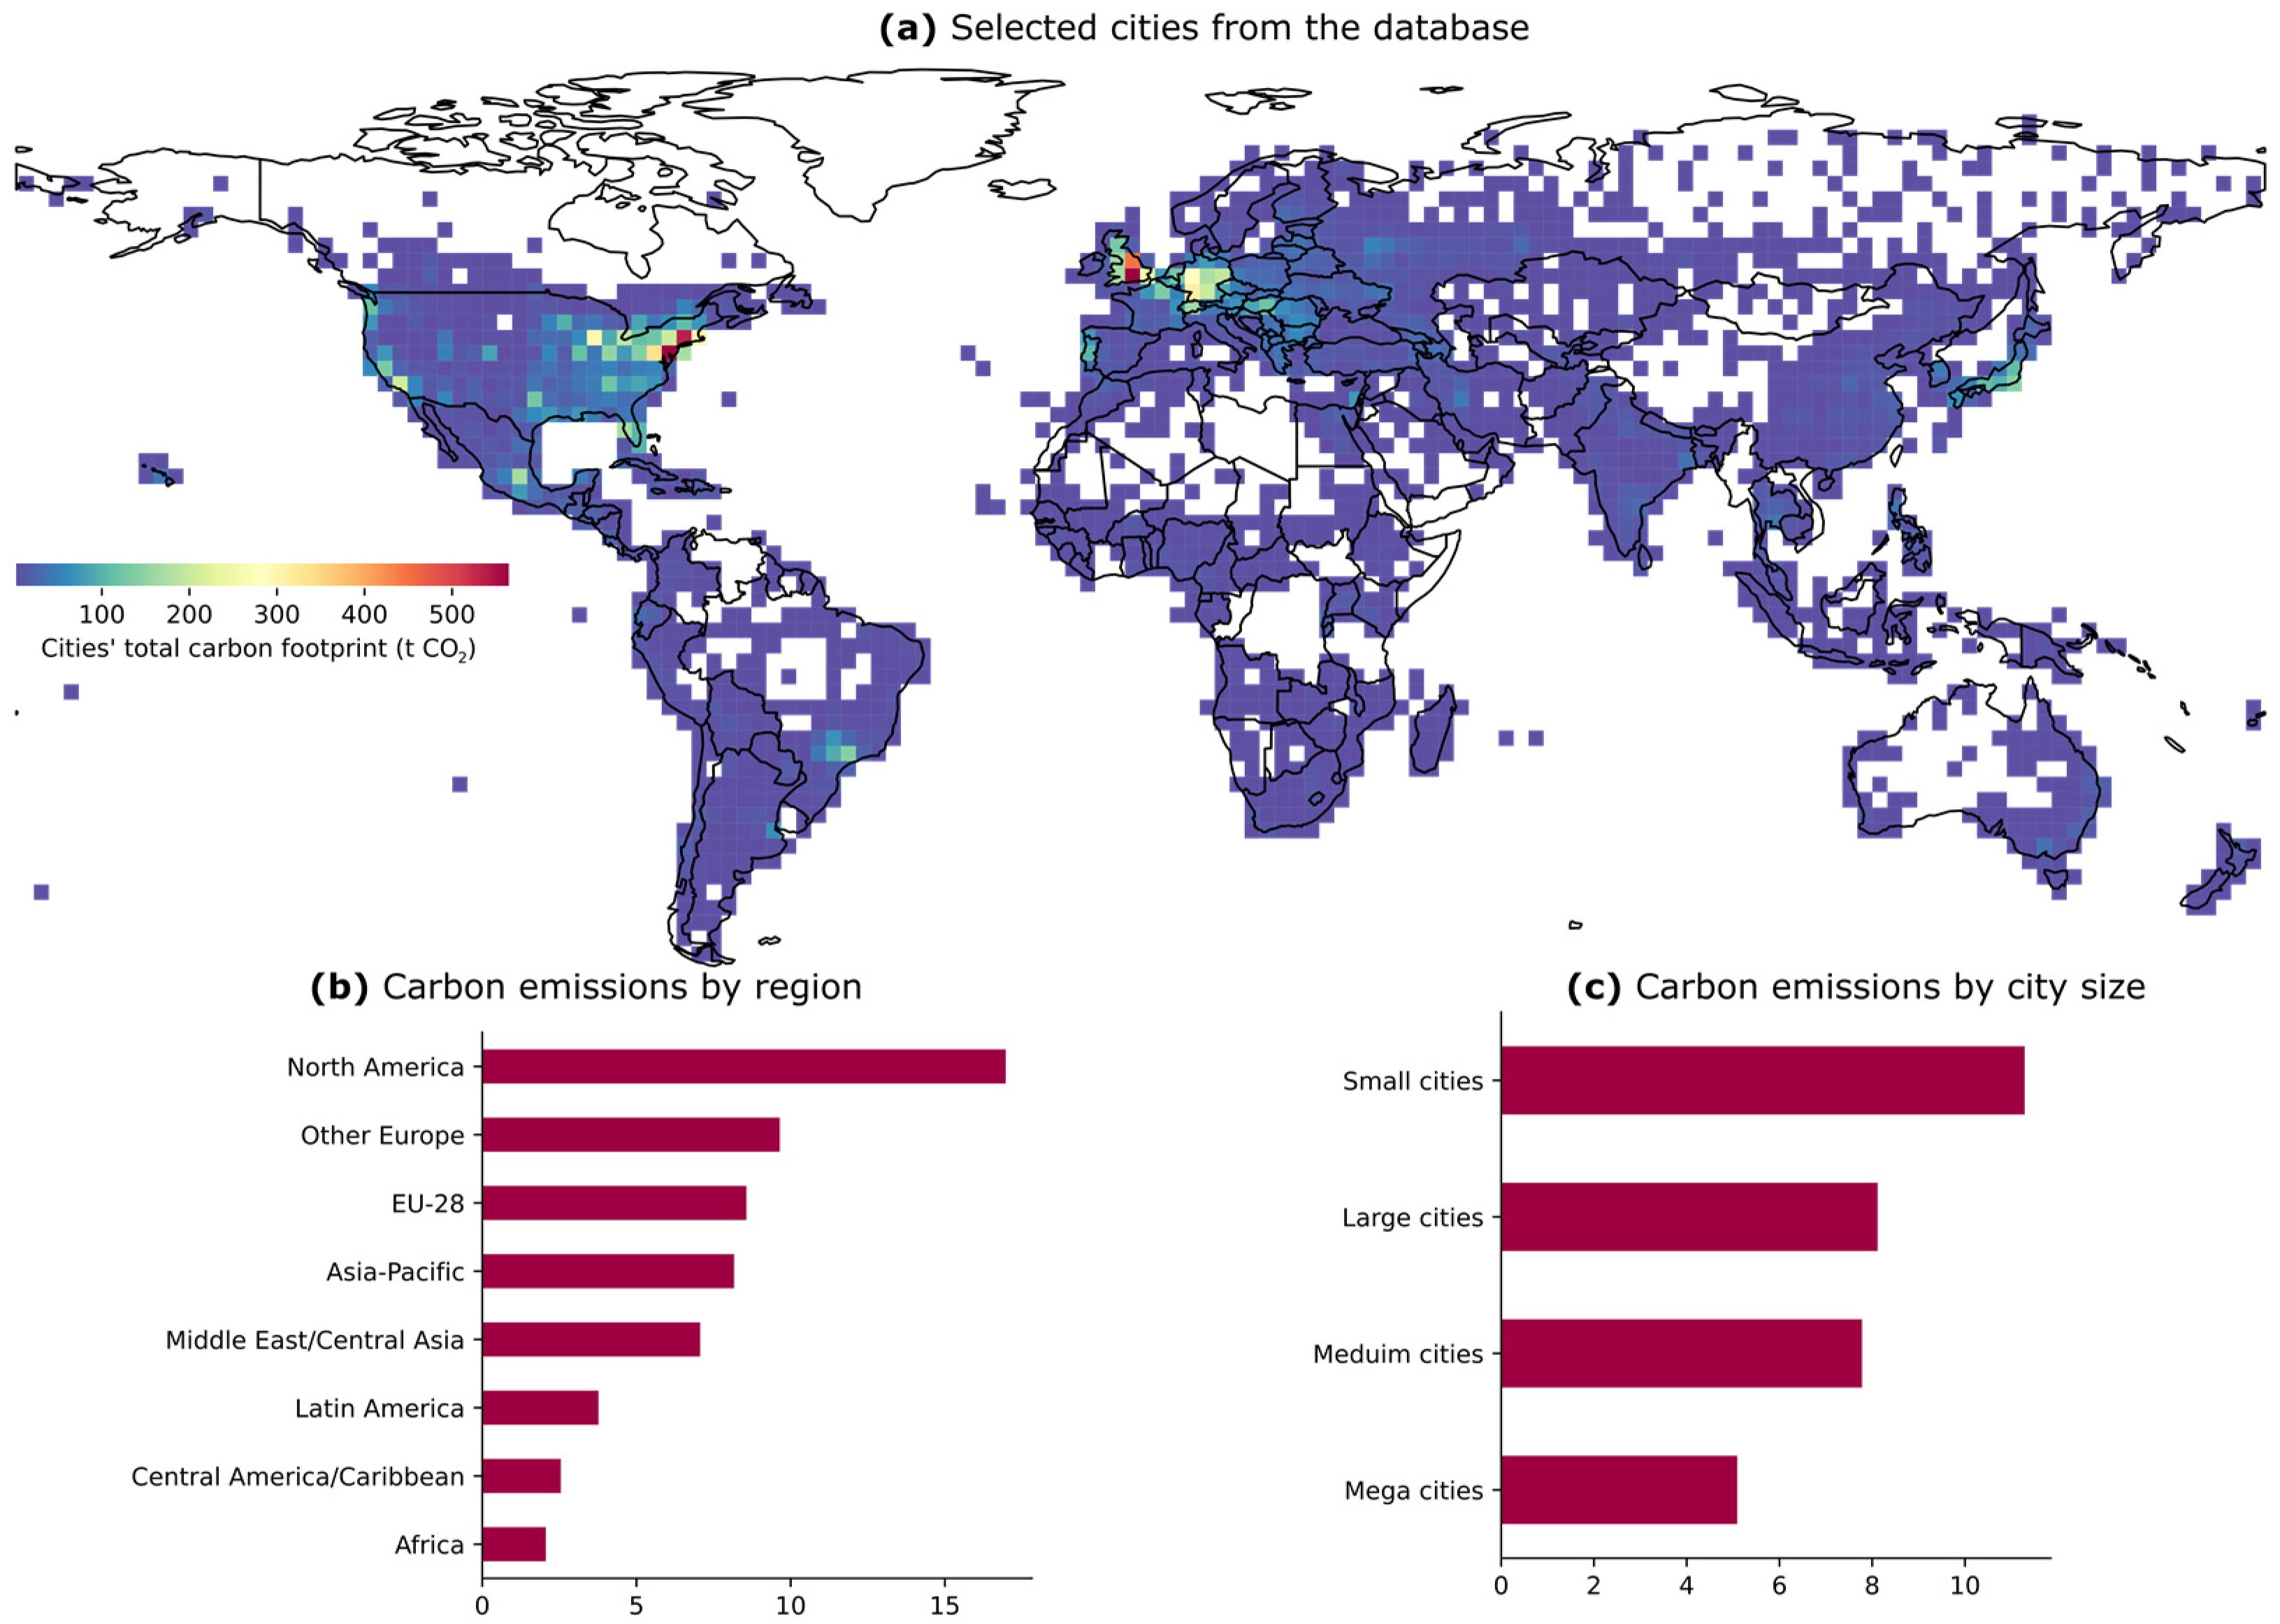 (a) Selected cities from the database
100 200 300 400 500
Cities' total carbon footprint (t CO₂)
(b) Carbon emissions by region
North America
Other Europe
EU-28
Asia-Pacific
Middle East/Central Asia
Latin America
Central America/Caribbean
Africa
0 5 10 15
(c) Carbon emissions by city size
Small cities
Large cities
Meduim cities
Mega cities
0 2 4 6 8 10